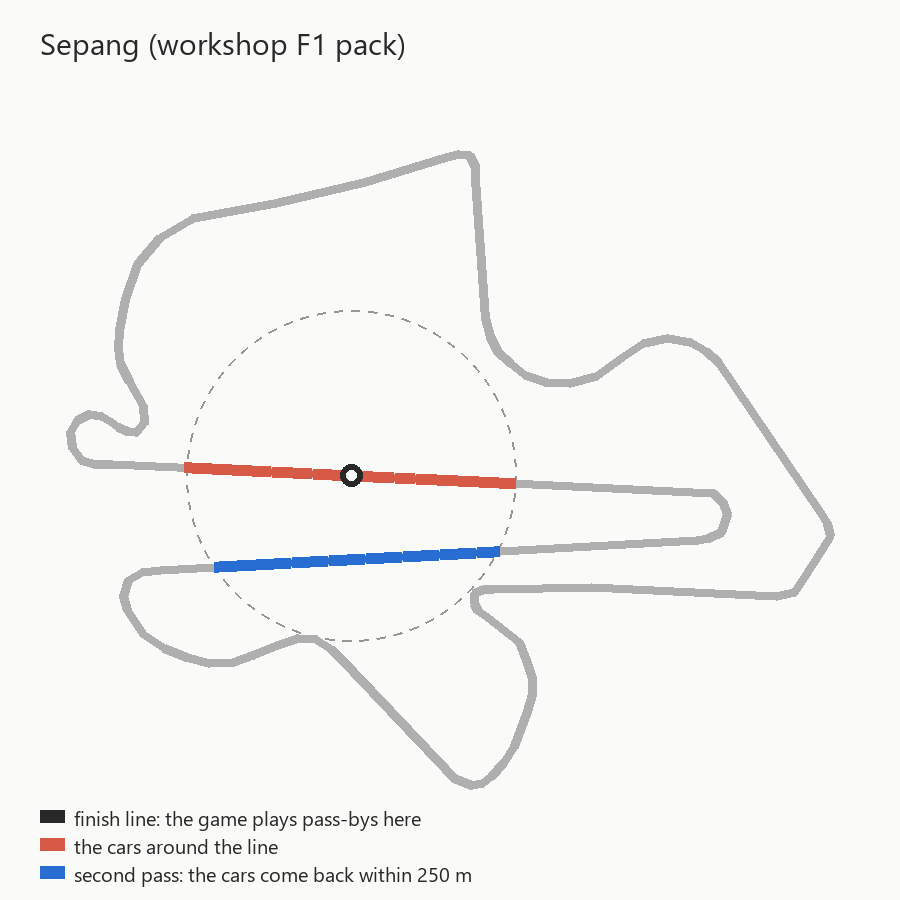 Sepang (workshop F1 pack)
finish line: the game plays pass-bys here
the cars around the line
second pass: the cars come back within 250 m